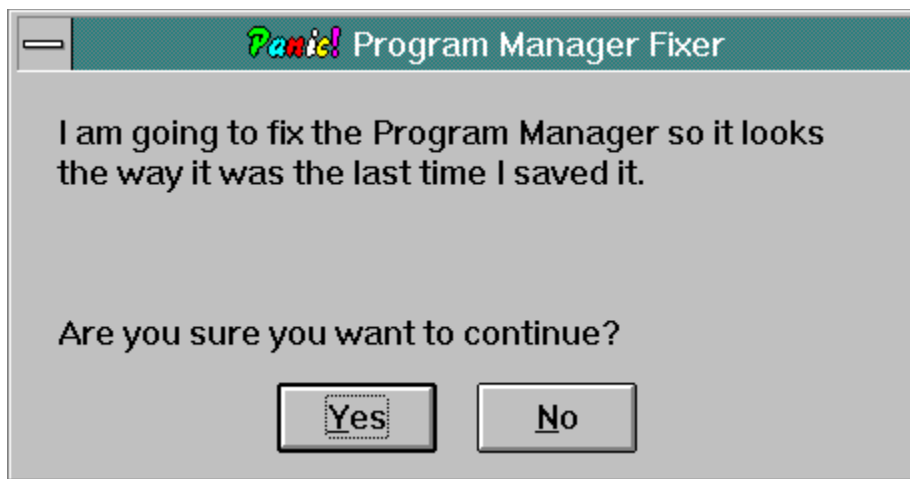 Panic! Program Manager Fixer
I am going to fix the Program Manager so it looks
the way it was the last time I saved it.
Are you sure you want to continue?
Yes No